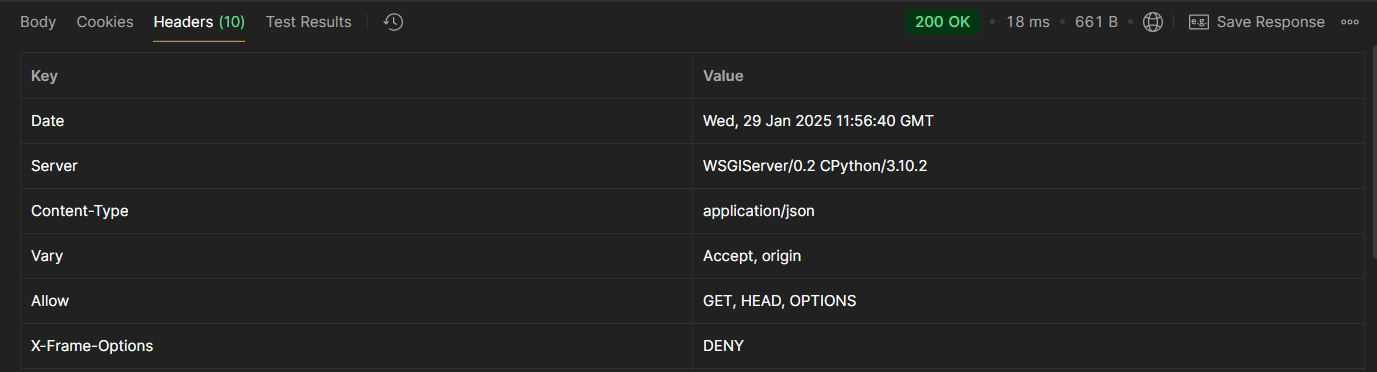 Body Cookies Headers (10) Test Results 200 OK • 18 ms • 661 B e.g. Save Response
Key Value
Date Wed, 29 Jan 2025 11:56:40 GMT
Server WSGIServer/0.2 CPython/3.10.2
Content-Type application/json
Vary Accept, origin
Allow GET, HEAD, OPTIONS
X-Frame-Options DENY